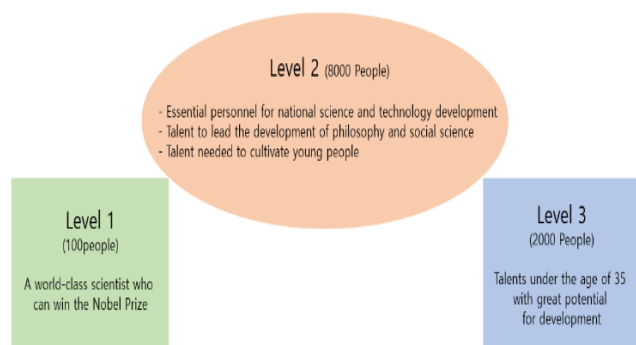 Level 2 (8000 People)
- Essential personnel for national science and technology development
- Talent to lead the development of philosophy and social science
- Talent needed to cultivate young people
Level 1
(100people)
A world-class scientist who
can win the Nobel Prize
Level 3
(2000 People)
Talents under the age of 35
with great potential
for development